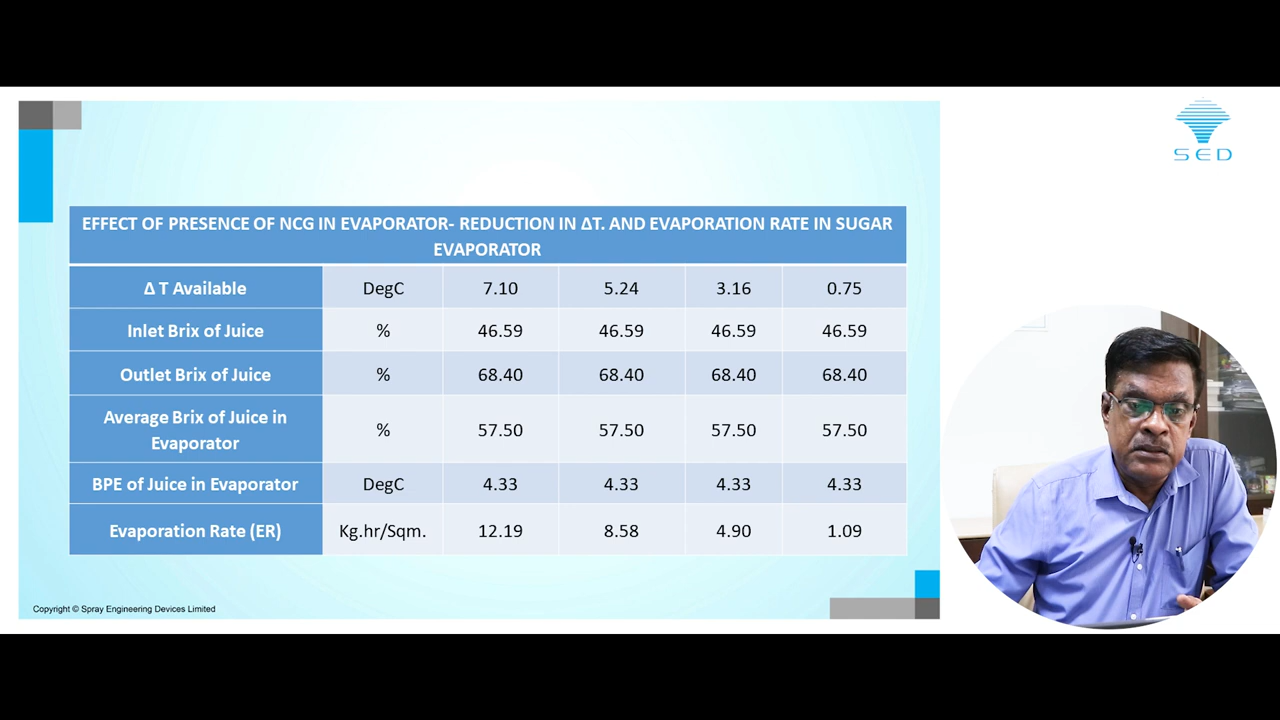 SED
EFFECT OF PRESENCE OF NCG IN EVAPORATOR- REDUCTION IN ΔT. AND EVAPORATION RATE IN SUGAR
EVAPORATOR
Δ T Available DegC 7.10 5.24 3.16 0.75
Inlet Brix of Juice % 46.59 46.59 46.59 46.59
Outlet Brix of Juice % 68.40 68.40 68.40 68.40
Average Brix of Juice in
Evaporator % 57.50 57.50 57.50 57.50
BPE of Juice in Evaporator DegC 4.33 4.33 4.33 4.33
Evaporation Rate (ER) Kg.hr/Sqm. 12.19 8.58 4.90 1.09
Copyright © Spray Engineering Devices Limited